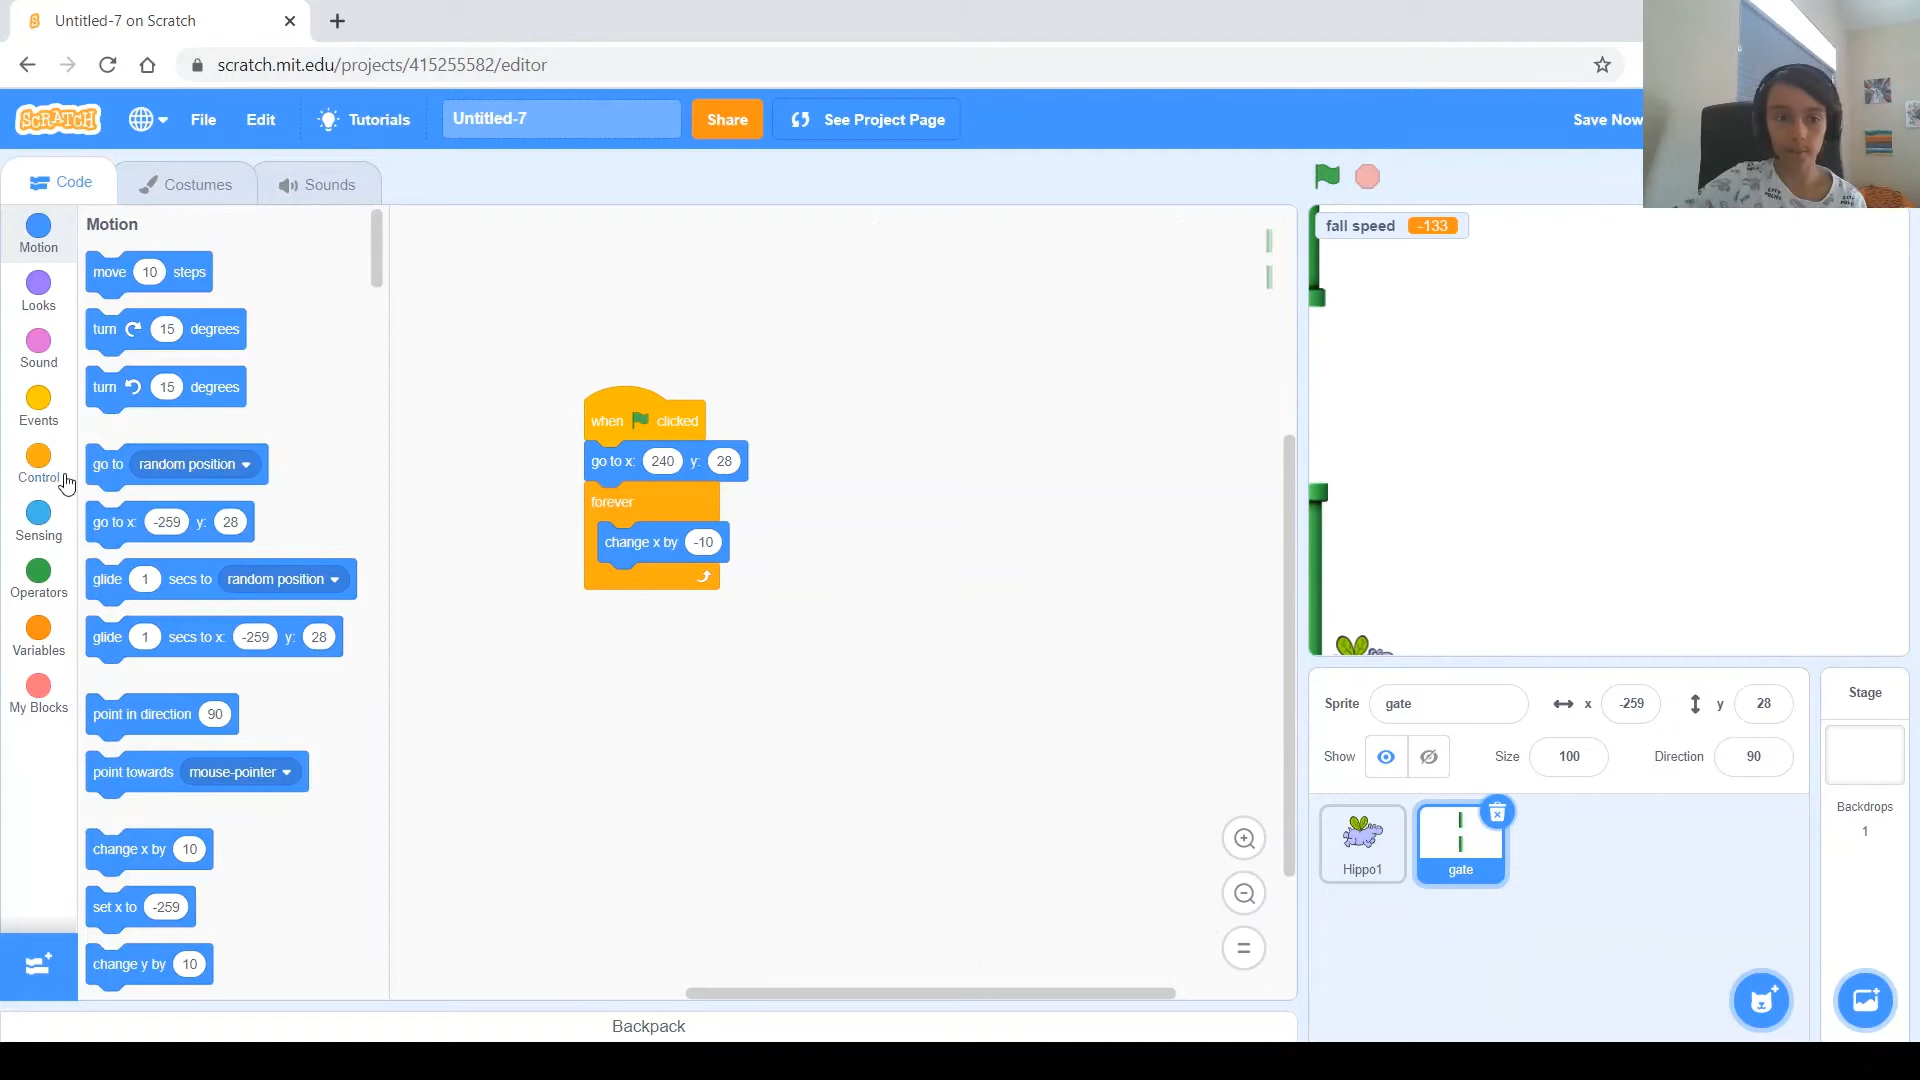 Untitled-7 on Scratch
scratch.mit.edu/projects/415255582/editor
SCRATCH
File
Edit
Tutorials
Untitled-7
Share
See Project Page
Save Now
Code
Costumes
Sounds
Motion
Looks
Sound
Events
Control
Sensing
Operators
Variables
My Blocks
Motion
move 10 steps
turn 15 degrees
turn 15 degrees
go to random position
go to x: -259 y: 28
glide 1 secs to random position
glide 1 secs to x: -259 y: 28
point in direction 90
point towards mouse-pointer
change x by 10
set x to -259
change y by 10
when clicked
go to x: 240 y: 28
forever
change x by -10
fall speed -133
Sprite gate x -259 y 28
Show Size 100 Direction 90
Hippo1
gate
Stage
Backdrops
1
Backpack